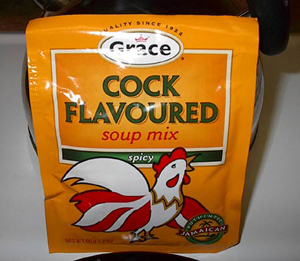 QUALITY SINCE 1922
Grace
COCK
FLAVOURED
soup mix
spicy
JAMAICAN